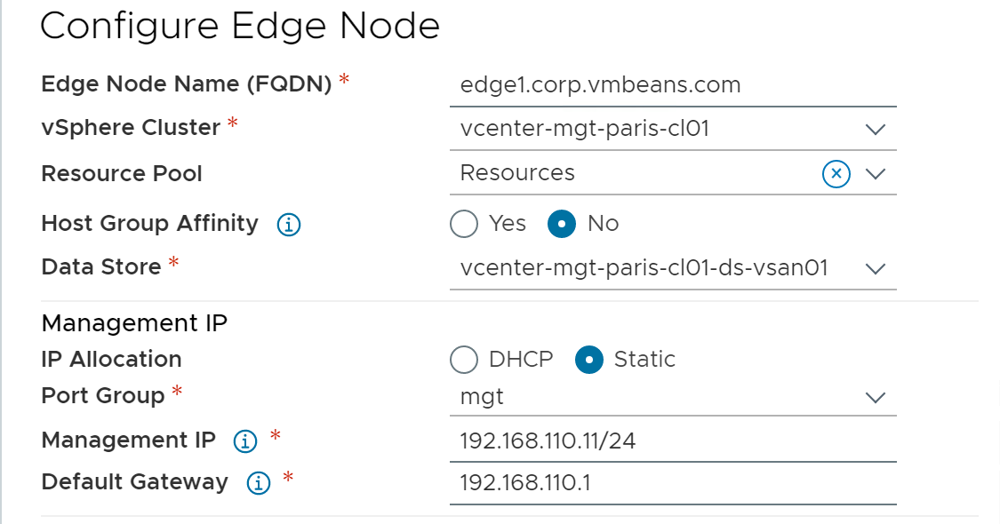 Configure Edge Node
Edge Node Name (FQDN) * edge1.corp.vmbeans.com
vSphere Cluster * vcenter-mgt-paris-cl01
Resource Pool Resources
Host Group Affinity Yes No
Data Store * vcenter-mgt-paris-cl01-ds-vsan01
Management IP
IP Allocation DHCP Static
Port Group * mgt
Management IP * 192.168.110.11/24
Default Gateway * 192.168.110.1